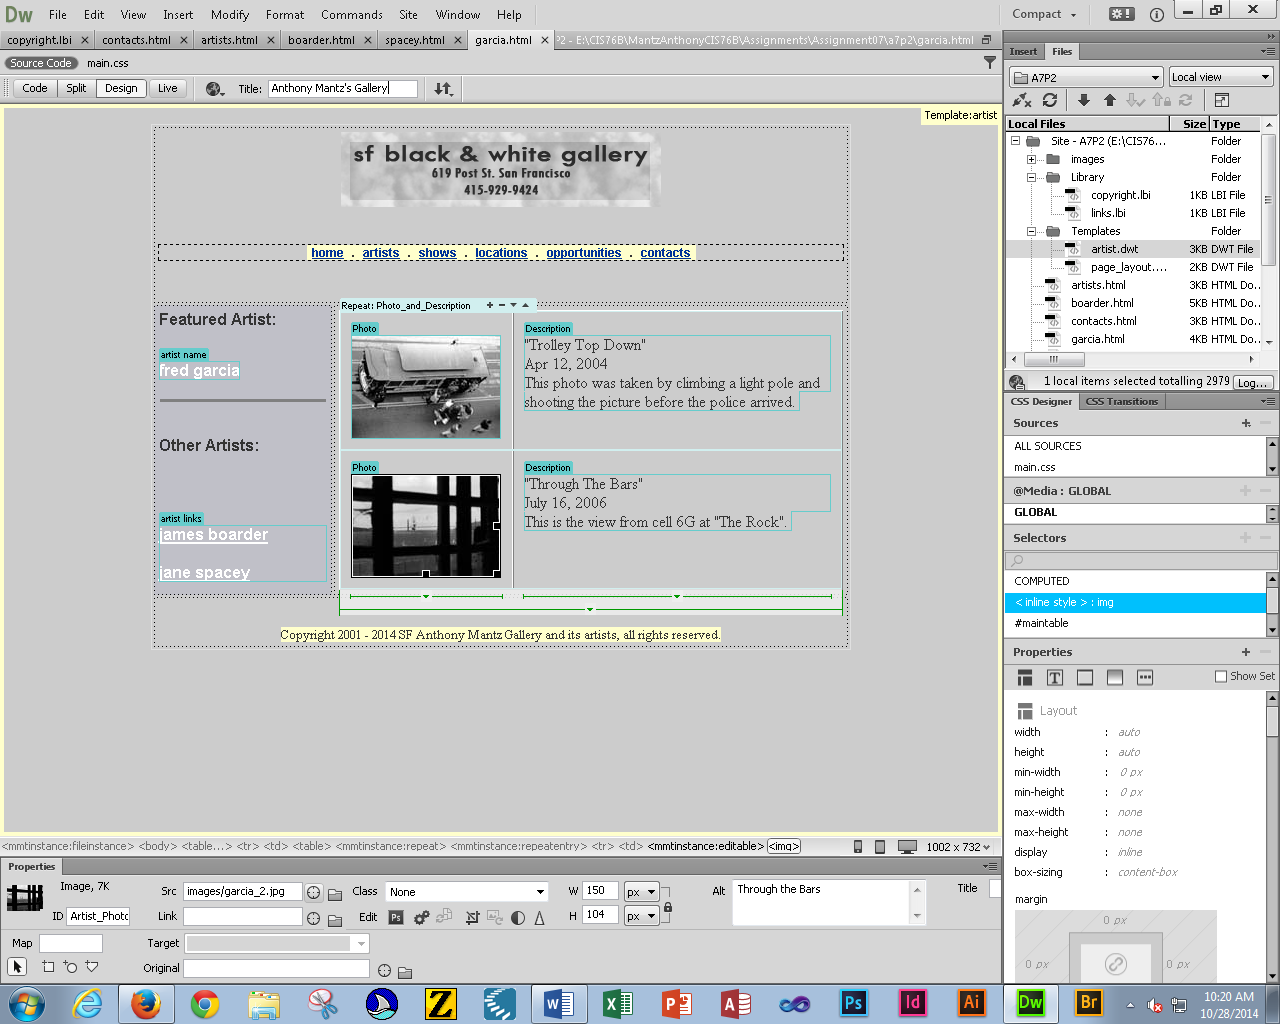 Dw File Edit View Insert Modify Format Commands Site Window Help Compact
copyright.lbi contacts.html artists.html boarder.html spacey.html garcia.html P2 - E:\CIS76B\MantzAnthonyCIS76B\Assignments\Assignment07\a7p2\garcia.html
Source Code main.css
Code Split Design Live Title: Anthony Mantz's Gallery
Template:artist
sf black & white gallery
619 Post St. San Francisco
415-929-9424
home . artists . shows . locations . opportunities . contacts
Repeat: Photo_and_Description
Featured Artist:
artist name
fred garcia
Other Artists:
artist links
james boarder
jane spacey
Photo
Description
"Trolley Top Down"
Apr 12, 2004
This photo was taken by climbing a light pole and
shooting the picture before the police arrived.
Photo
Description
"Through The Bars"
July 16, 2006
This is the view from cell 6G at "The Rock".
Copyright 2001 - 2014 SF Anthony Mantz Gallery and its artists, all rights reserved.
<mmtinstance:fileinstance> <body> <table...> <tr> <td> <table> <mmtinstance:repeat> <mmtinstance:repeatentry> <tr> <td> <mmtinstance:editable> <img> 1002 x 732
Properties
Image, 7K Src images/garcia_2.jpg Class None W 150 px Alt Through the Bars Title
ID Artist_Photo Link Edit Ps H 104 px
Map Target
Original
Insert Files
A7P2 Local view
Local Files Size Type
Site - A7P2 (E:\CIS76... Folder
images Folder
Library Folder
copyright.lbi 1KB LBI File
links.lbi 1KB LBI File
Templates Folder
artist.dwt 3KB DWT File
page_layout.... 2KB DWT File
artists.html 3KB HTML Do...
boarder.html 5KB HTML Do...
contacts.html 3KB HTML Do...
garcia.html 4KB HTML Do...
1 local items selected totalling 2979 Log...
CSS Designer CSS Transitions
Sources
ALL SOURCES
main.css
@Media : GLOBAL
GLOBAL
Selectors
COMPUTED
< inline style > : img
#maintable
Properties
Show Set
Layout
width : auto
height : auto
min-width : 0 px
min-height : 0 px
max-width : none
max-height : none
display : inline
box-sizing : content-box
margin
0 px
0 px 0 px
Ps Id Ai Dw Br
10:20 AM
10/28/2014